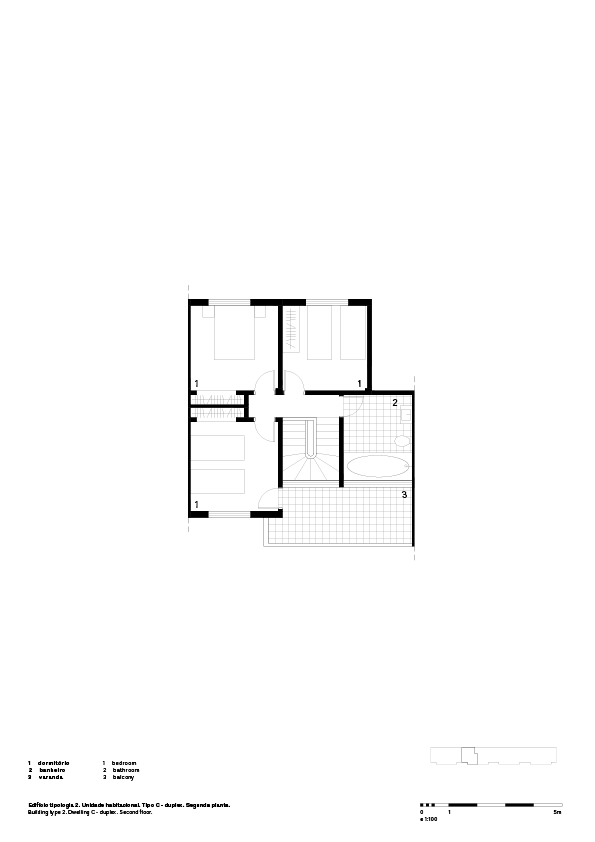 1
1
2
1
3
1 dormitório 1 bedroom
2 banheiro 2 bathroom
3 varanda 3 balcony
Edifício tipologia 2. Unidade habitacional. Tipo C - duplex. Segunda planta.
Building type 2. Dwelling C - duplex. Second floor.
0 1 5m
e 1:100